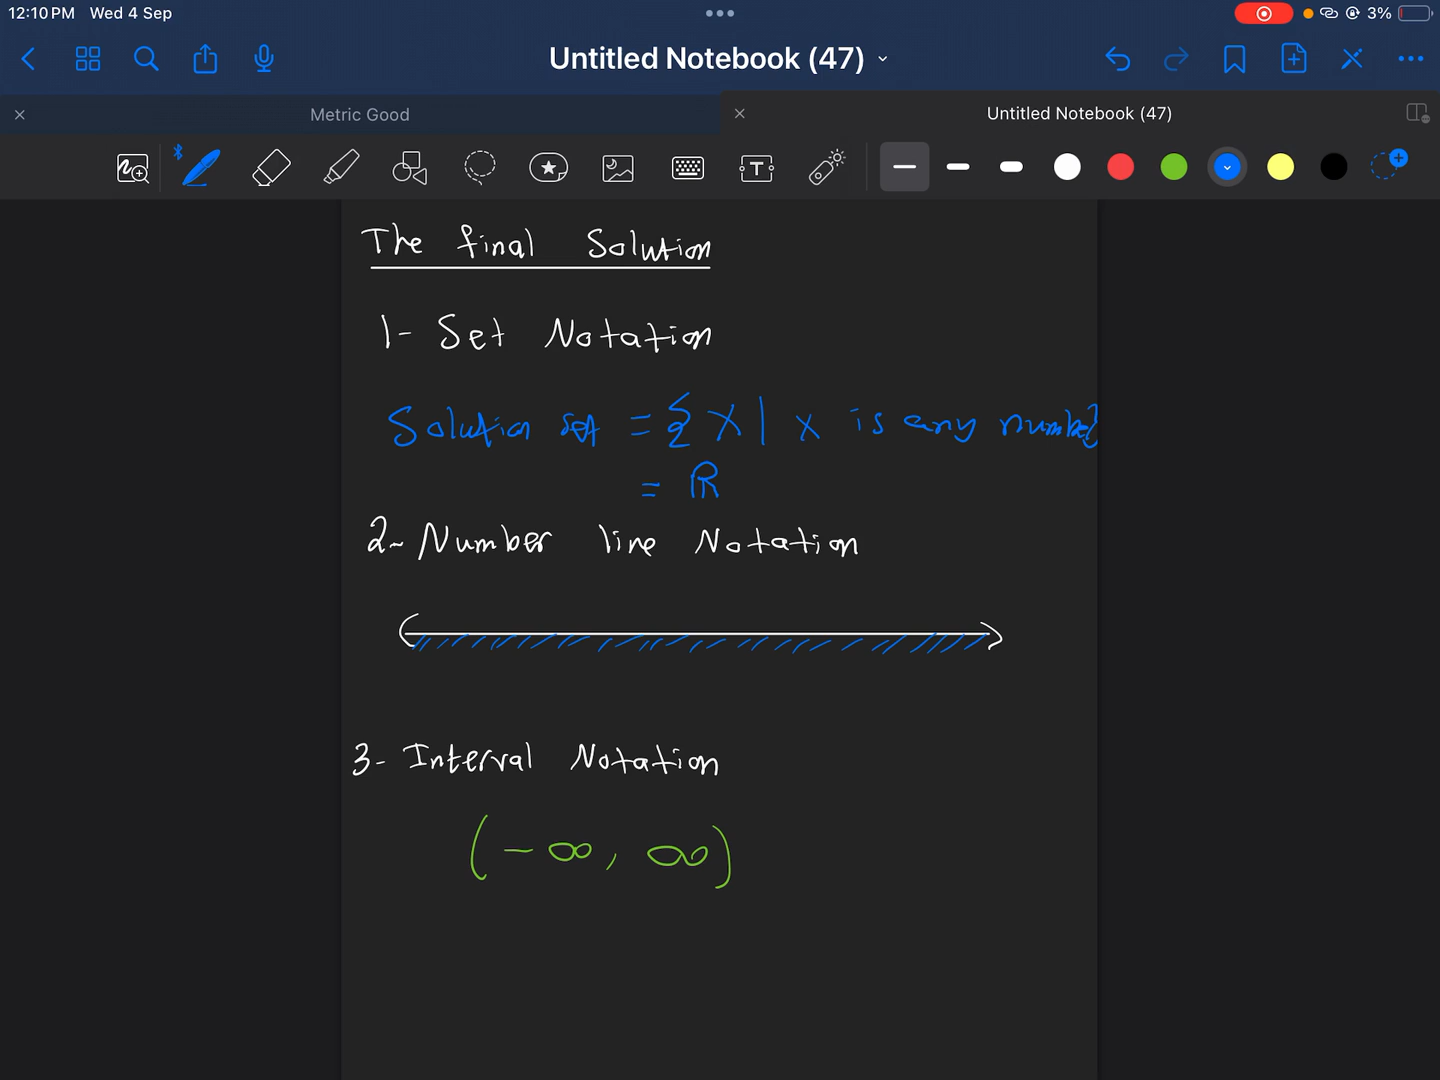 12:10 PM Wed 4 Sep
3%
Untitled Notebook (47)
Metric Good
Untitled Notebook (47)
T
The final Solution
1- Set Notation
Solution set = { X | x is any number}
= ℝ
2- Number line Notation
3- Interval Notation
(-∞, ∞)